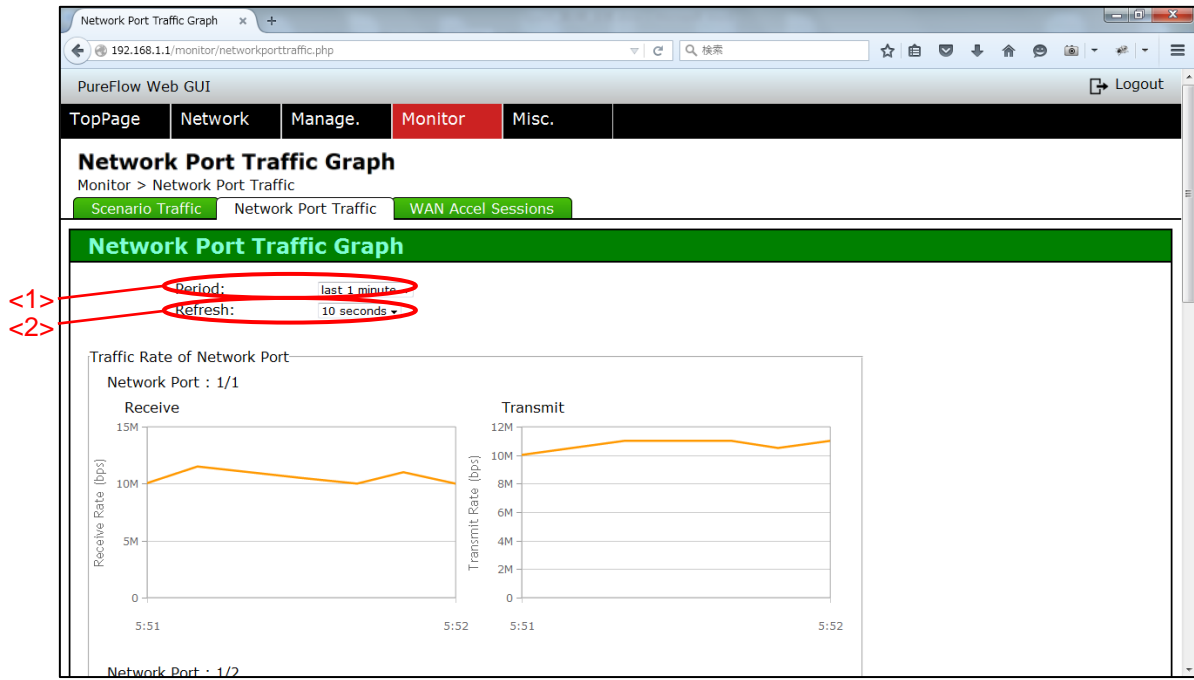 Network Port Traffic Graph × +
192.168.1.1/monitor/networkporttraffic.php 検索
PureFlow Web GUI Logout
TopPage Network Manage. Monitor Misc.
Network Port Traffic Graph
Monitor > Network Port Traffic
Scenario Traffic Network Port Traffic WAN Accel Sessions
Network Port Traffic Graph
<1> Period: last 1 minute
<2> Refresh: 10 seconds
Traffic Rate of Network Port
Network Port : 1/1
Receive
Receive Rate (bps)
15M
10M
5M
0
5:51 5:52
Transmit
Transmit Rate (bps)
12M
10M
8M
6M
4M
2M
0
5:51 5:52
Network Port : 1/2